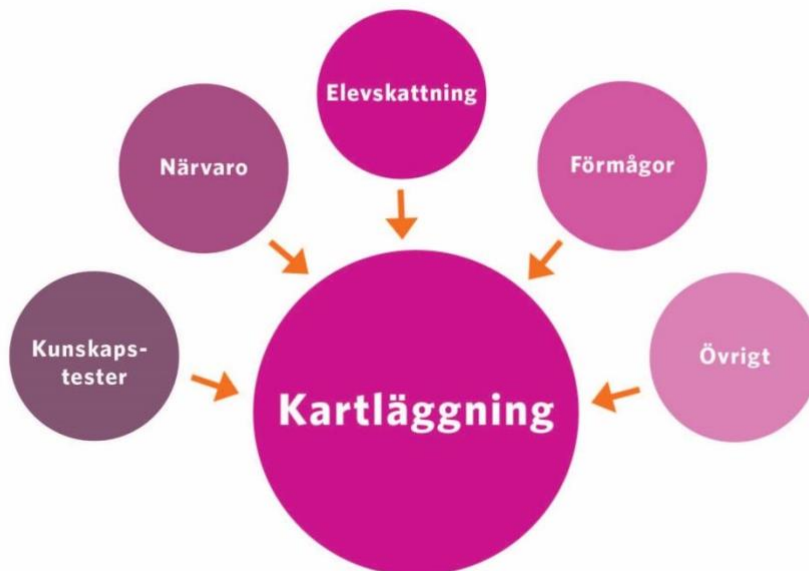 Elevskattning
Närvaro
Förmågor
Kunskaps-
tester
Övrigt
Kartläggning